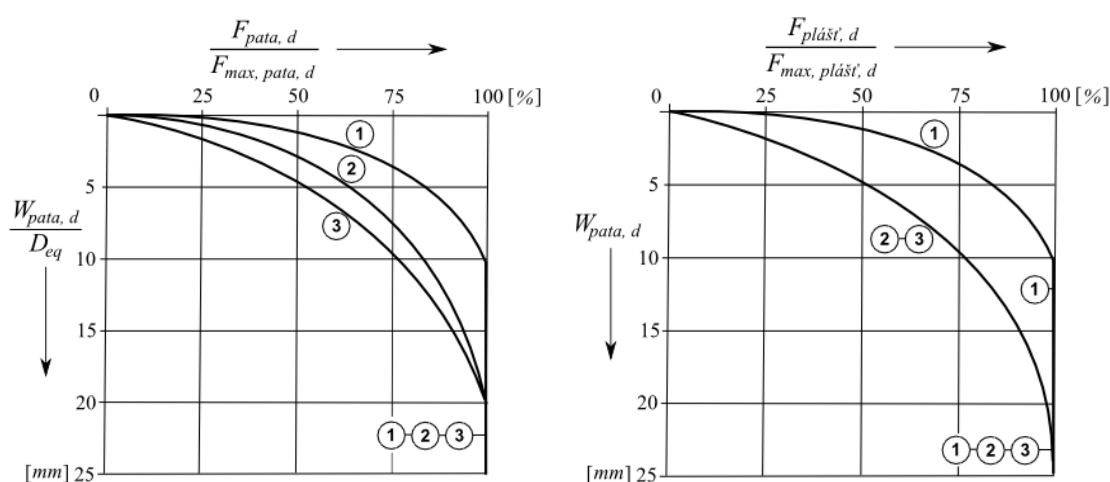 F_pata, d
F_max, pata, d
0 25 50 75 100 [%]
1
2
3
5
W_pata, d
D_eq
10
15
20
1 2 3
[mm] 25
F_plášť, d
F_max, plášť, d
0 25 50 75 100 [%]
1
5
W_pata, d
2 3
10
1
15
20
1 2 3
[mm] 25